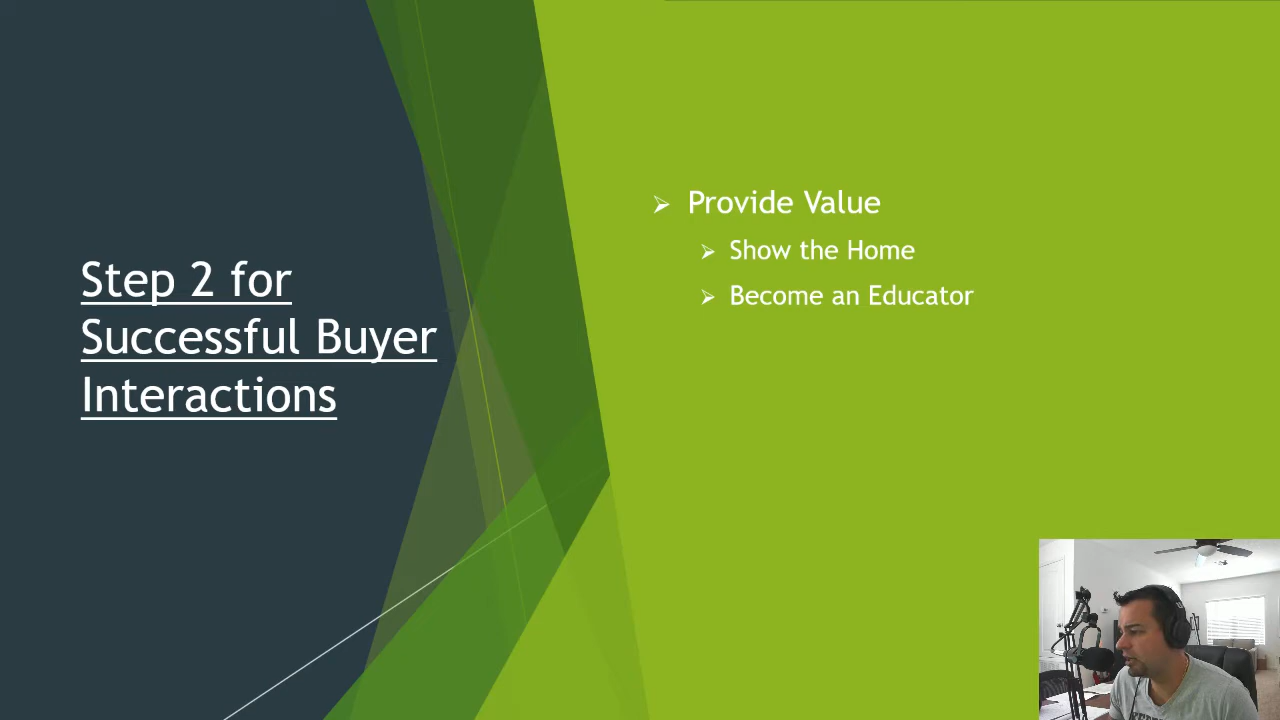 Step 2 for
Successful Buyer
Interactions
Provide Value
Show the Home
Become an Educator